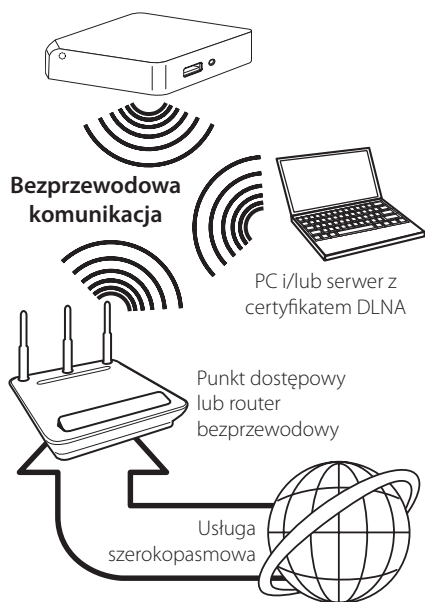 Bezprzewodowa
komunikacja
PC i/lub serwer z
certyfikatem DLNA
Punkt dostępowy
lub router
bezprzewodowy
Usługa
szerokopasmowa